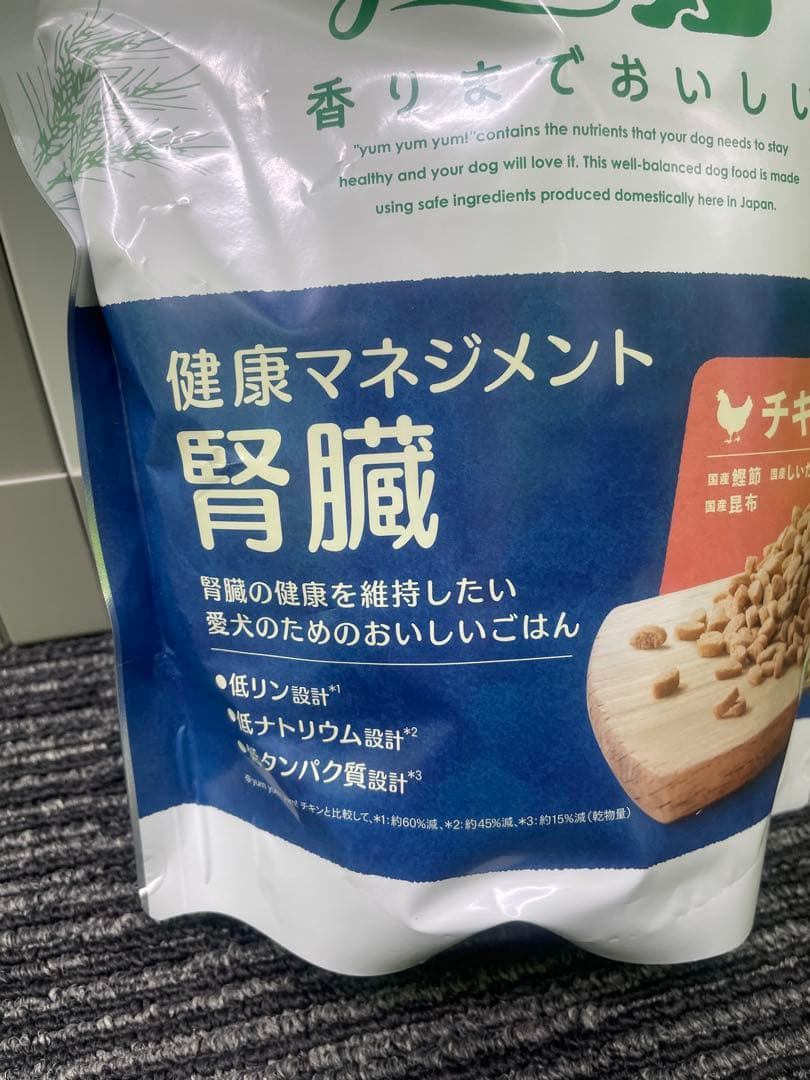 香りまでおいしい
"yum yum yum!"contains the nutrients that your dog needs to stay
healthy and your dog will love it. This well-balanced dog food is made
using safe ingredients produced domestically here in Japan.
健康マネジメント
腎臓
チキ
国産 鰹節 国産 しいた
国産 昆布
腎臓の健康を維持したい
愛犬のためのおいしいごはん
●低リン設計*1
●低ナトリウム設計*2
●低タンパク質設計*3
チキンと比較して、*1:約60%減、*2:約45%減、*3:約15%減(乾物量)